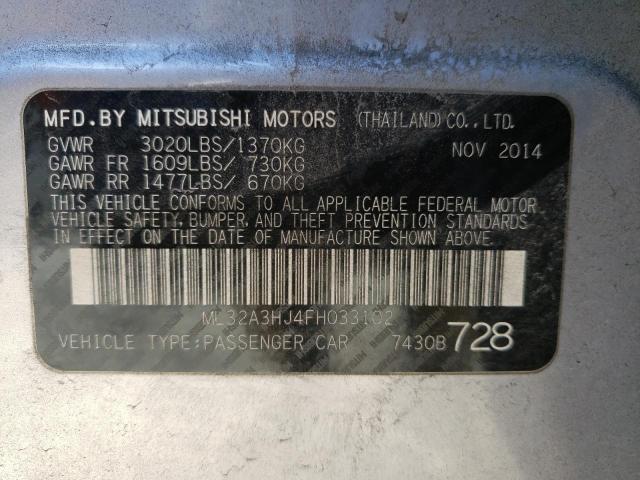 MFD.BY MITSUBISHI MOTORS (THAILAND)CO.,LTD.
GVWR 3020LBS/1370KG NOV 2014
GAWR FR 1609LBS/ 730KG
GAWR RR 1477LBS/ 670KG
THIS VEHICLE CONFORMS TO ALL APPLICABLE FEDERAL MOTOR
VEHICLE SAFETY, BUMPER, AND THEFT PREVENTION STANDARDS
IN EFFECT ON THE DATE OF MANUFACTURE SHOWN ABOVE.
ML32A3HJ4FH033102
VEHICLE TYPE:PASSENGER CAR 7430B 728